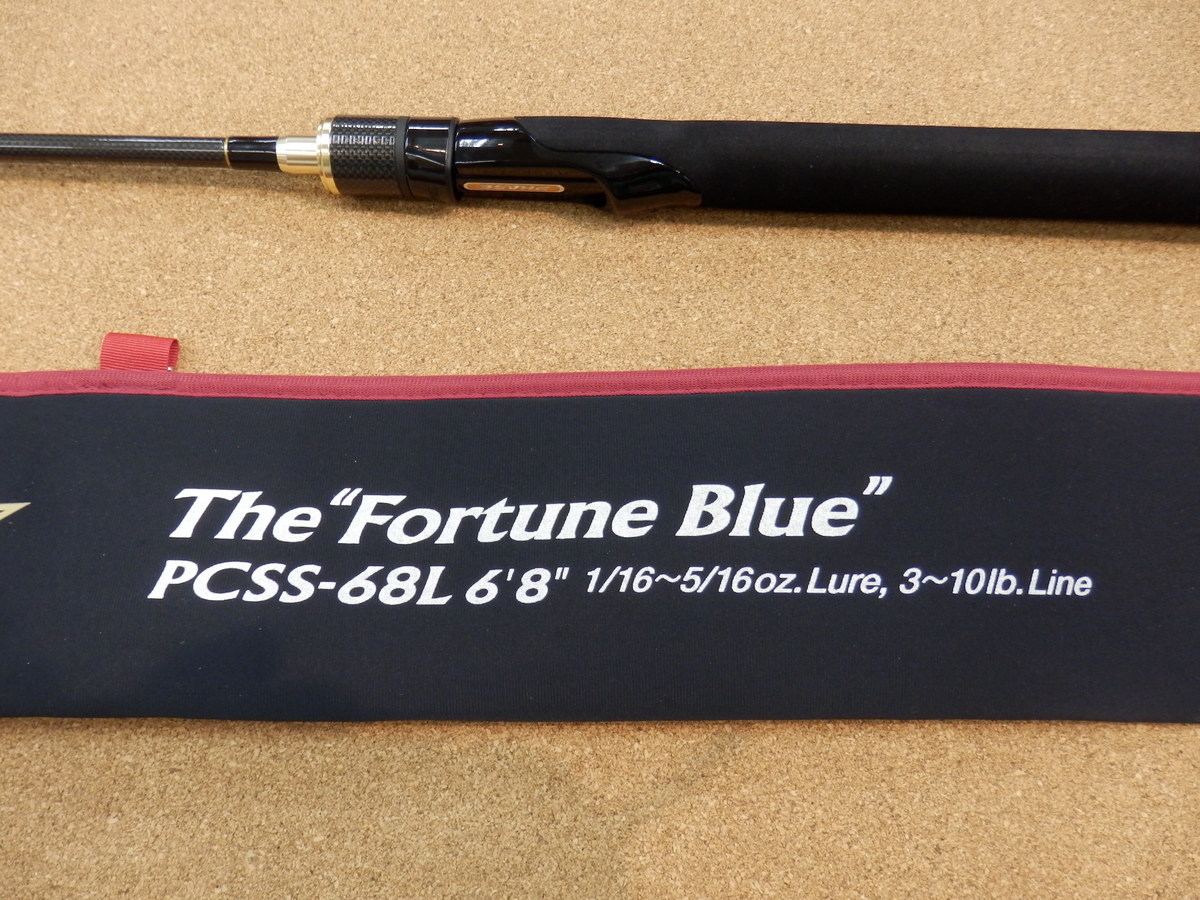 The “Fortune Blue”
PCSS-68L 6'8" 1/16~5/16oz. Lure, 3~10lb. Line